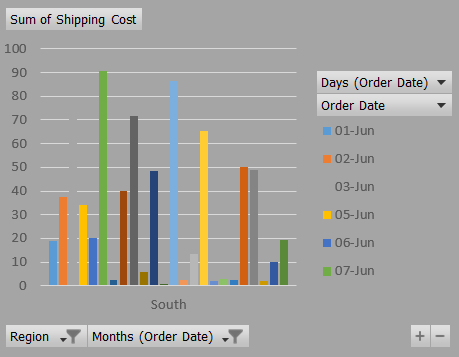 Sum of Shipping Cost
100
90
80
70
60
50
40
30
20
10
0
South
Days (Order Date)
Order Date
01-Jun
02-Jun
03-Jun
05-Jun
06-Jun
07-Jun
Region
Months (Order Date)
+ -